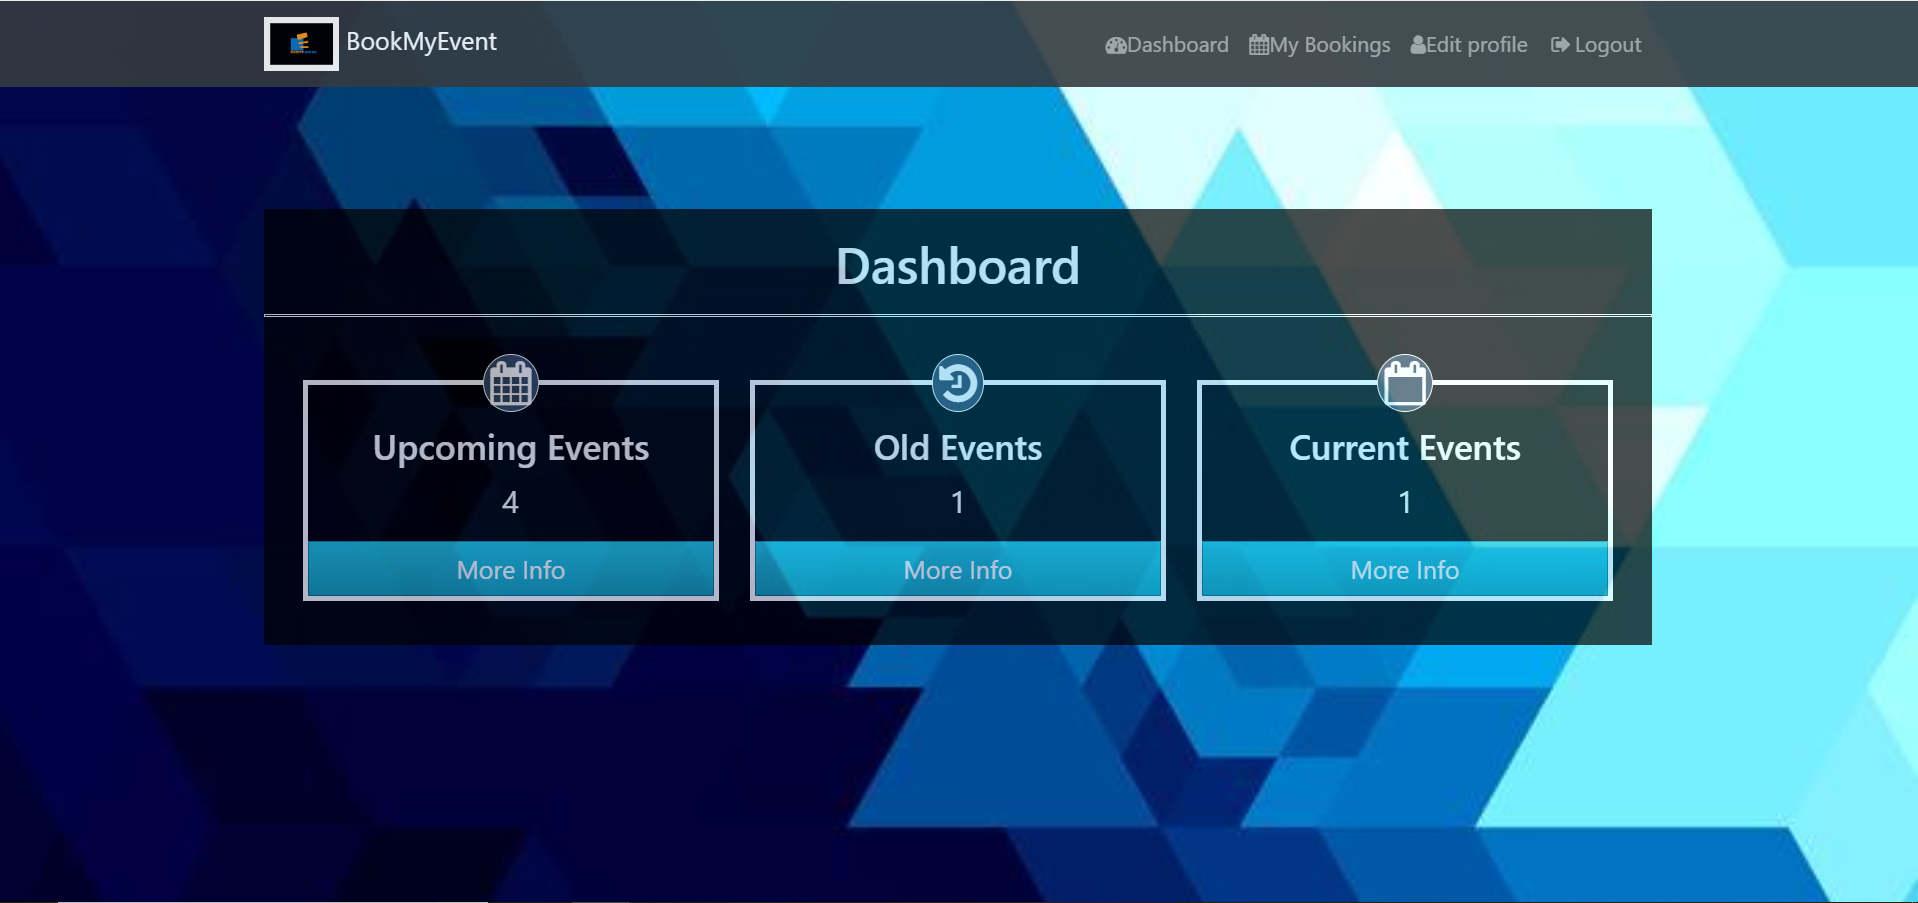 BookMyEvent
Dashboard My Bookings Edit profile Logout
Dashboard
Upcoming Events
4
More Info
Old Events
1
More Info
Current Events
1
More Info